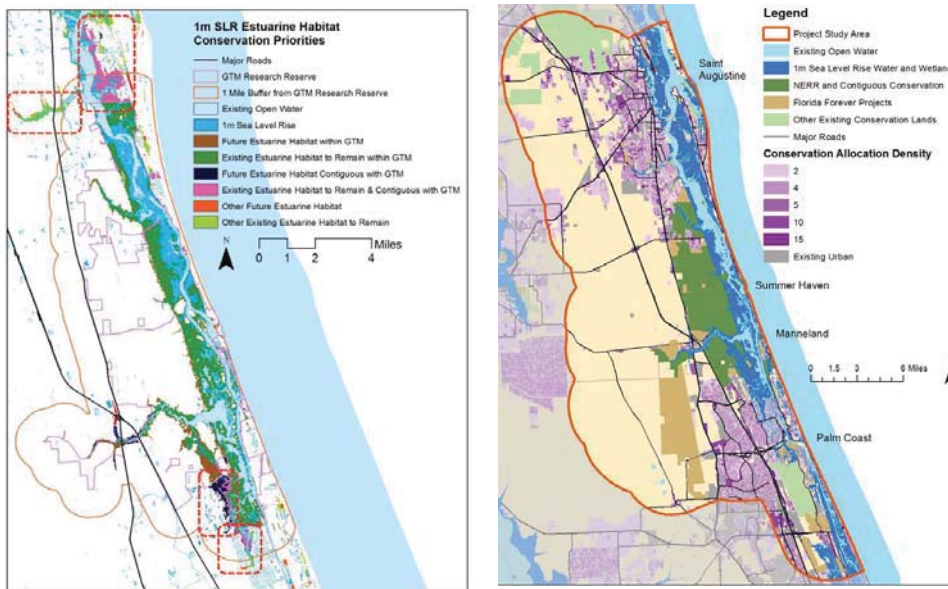 1m SLR Estuarine Habitat
Conservation Priorities
Major Roads
GTM Research Reserve
1 Mile Buffer from GTM Research Reserve
Existing Open Water
1m Sea Level Rise
Future Estuarine Habitat within GTM
Existing Estuarine Habitat to Remain within GTM
Future Estuarine Habitat Contiguous with GTM
Existing Estuarine Habitat to Remain & Contiguous with GTM
Other Future Estuarine Habitat
Other Existing Estuarine Habitat to Remain
N
Miles
0 1 2 4
Legend
Project Study Area
Existing Open Water
1m Sea Level Rise Water and Wetlan
NERR and Contiguous Conservation
Florida Forever Projects
Other Existing Conservation Lands
Major Roads
Conservation Allocation Density
2
4
5
10
15
Existing Urban
Saint
Augustine
Summer Haven
Marineland
0 1.5 3 6 Miles
Palm Coast